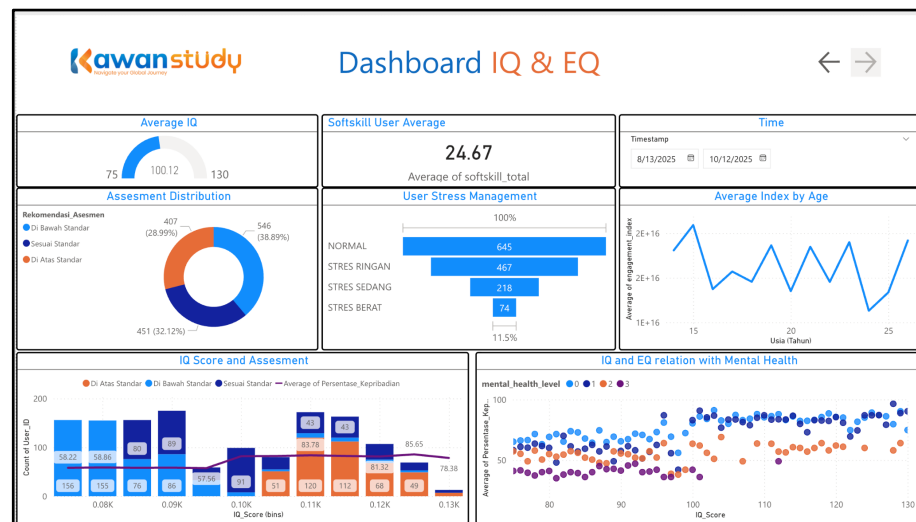 Kawanstudy
Navigate your Global Journey
Dashboard IQ & EQ
Average IQ
75
100.12
130
Softskill User Average
24.67
Average of softskill_total
Time
Timestamp
8/13/2025
10/12/2025
Assesment Distribution
Rekomendasi_Asesmen
Di Bawah Standar
Sesuai Standar
Di Atas Standar
407
(28.99%)
546
(38.89%)
451 (32.12%)
User Stress Management
100%
NORMAL 645
STRES RINGAN 467
STRES SEDANG 218
STRES BERAT 74
11.5%
Average Index by Age
Average of engagement_index
2E+16
2E+16
1E+16
15 20 25
Usia (Tahun)
IQ Score and Assesment
Di Atas Standar Di Bawah Standar Sesuai Standar Average of Persentase_Kepribadian
Count of User_ID
200
100
0
43 43
80 89 83.78 85.65
58.22 58.86 57.56 81.32 78.38
156 155 76 86 91 51 120 112 68 49
0.08K 0.09K 0.10K 0.11K 0.12K 0.13K
IQ_Score (bins)
IQ and EQ relation with Mental Health
mental_health_level 0 1 2 3
Average of Persentase_Kep...
100
50
80 90 100 110 120 130
IQ_Score